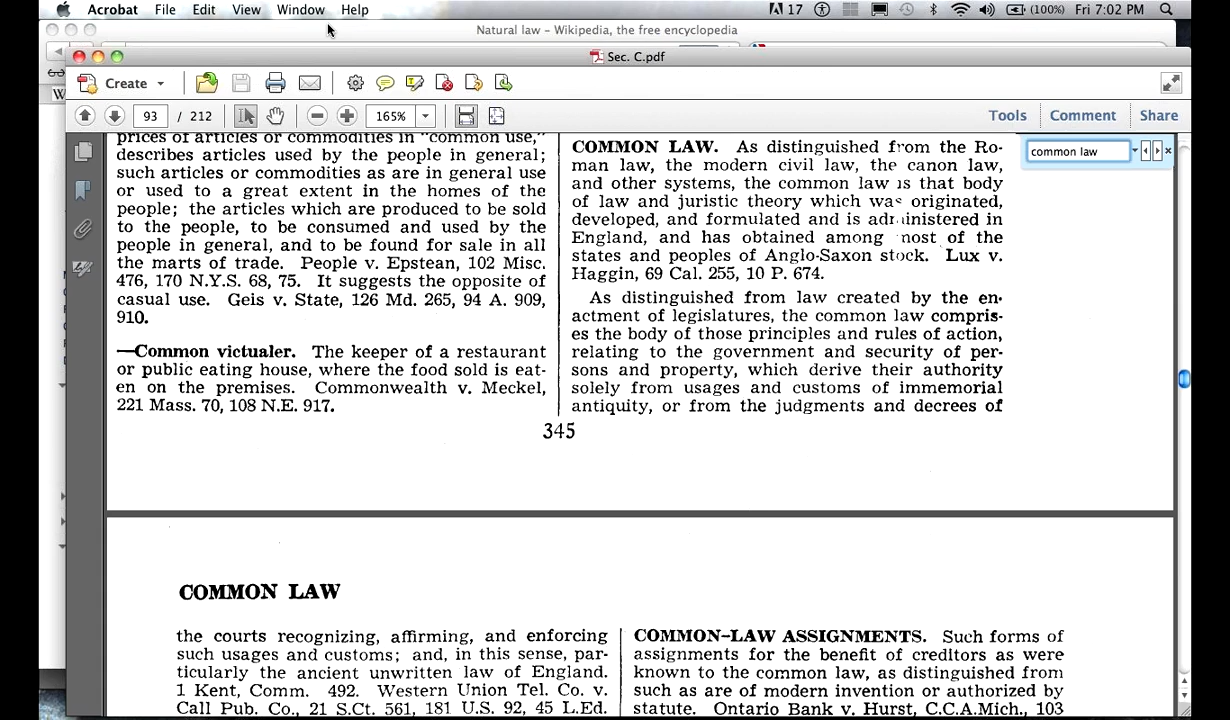 Acrobat File Edit View Window Help
17 (100%) Fri 7:02 PM
Natural law – Wikipedia, the free encyclopedia
Sec. C.pdf
Create
93 / 212 165% Tools Comment Share
common law
W
prices of articles or commodities in "common use,"
describes articles used by the people in general;
such articles or commodities as are in general use
or used to a great extent in the homes of the
people; the articles which are produced to be sold
to the people, to be consumed and used by the
people in general, and to be found for sale in all
the marts of trade. People v. Epstean, 102 Misc.
476, 170 N.Y.S. 68, 75. It suggests the opposite of
casual use. Geis v. State, 126 Md. 265, 94 A. 909,
910.
—Common victualer. The keeper of a restaurant
or public eating house, where the food sold is eat-
en on the premises. Commonwealth v. Meckel,
221 Mass. 70, 108 N.E. 917.
COMMON LAW. As distinguished from the Ro-
man law, the modern civil law, the canon law,
and other systems, the common law is that body
of law and juristic theory which was originated,
developed, and formulated and is administered in
England, and has obtained among most of the
states and peoples of Anglo-Saxon stock. Lux v.
Haggin, 69 Cal. 255, 10 P. 674.
As distinguished from law created by the en-
actment of legislatures, the common law compris-
es the body of those principles and rules of action,
relating to the government and security of per-
sons and property, which derive their authority
solely from usages and customs of immemorial
antiquity, or from the judgments and decrees of
345
COMMON LAW
the courts recognizing, affirming, and enforcing
such usages and customs; and, in this sense, par-
ticularly the ancient unwritten law of England.
1 Kent, Comm. 492. Western Union Tel. Co. v.
Call Pub. Co., 21 S.Ct. 561, 181 U.S. 92, 45 L.Ed.
COMMON-LAW ASSIGNMENTS. Such forms of
assignments for the benefit of creditors as were
known to the common law, as distinguished from
such as are of modern invention or authorized by
statute. Ontario Bank v. Hurst, C.C.A.Mich., 103